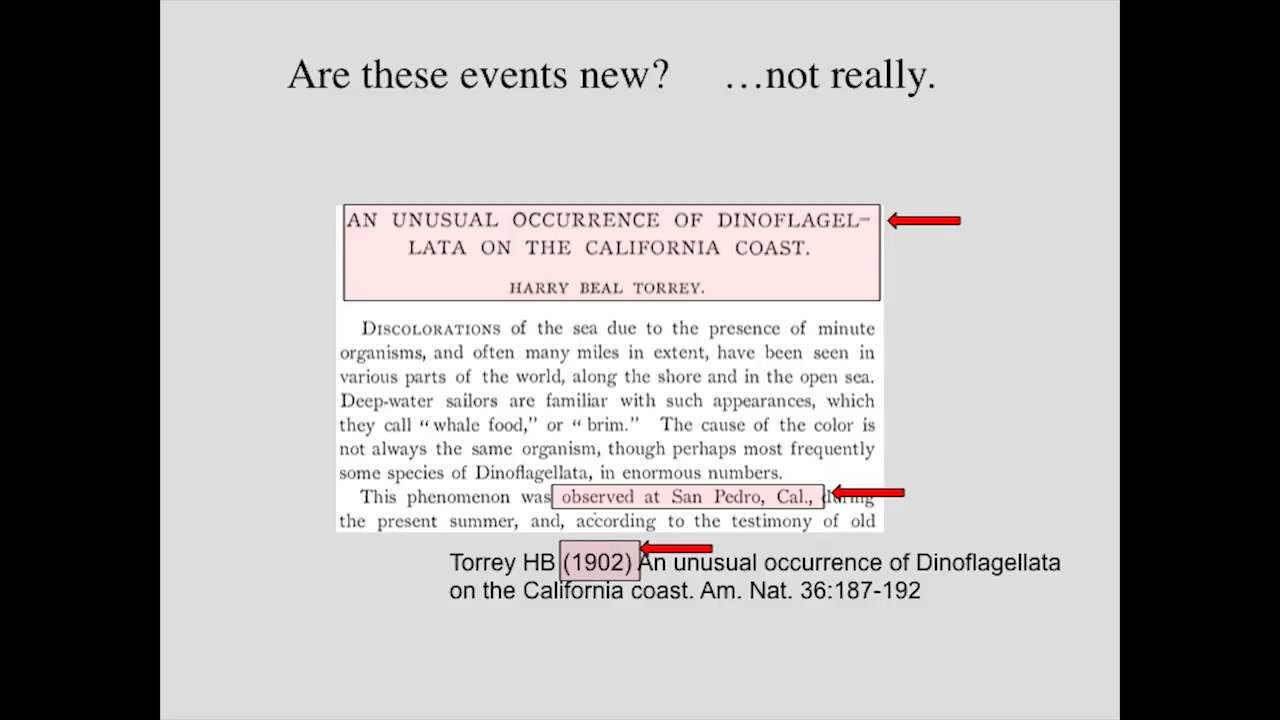 Are these events new? …not really.
AN UNUSUAL OCCURRENCE OF DINOFLAGEL-
LATA ON THE CALIFORNIA COAST.
HARRY BEAL TORREY.
DISCOLORATIONS of the sea due to the presence of minute
organisms, and often many miles in extent, have been seen in
various parts of the world, along the shore and in the open sea.
Deep-water sailors are familiar with such appearances, which
they call “whale food,” or “brim.” The cause of the color is
not always the same organism, though perhaps most frequently
some species of Dinoflagellata, in enormous numbers.
This phenomenon was observed at San Pedro, Cal., during
the present summer, and, according to the testimony of old
Torrey HB (1902) An unusual occurrence of Dinoflagellata
on the California coast. Am. Nat. 36:187-192